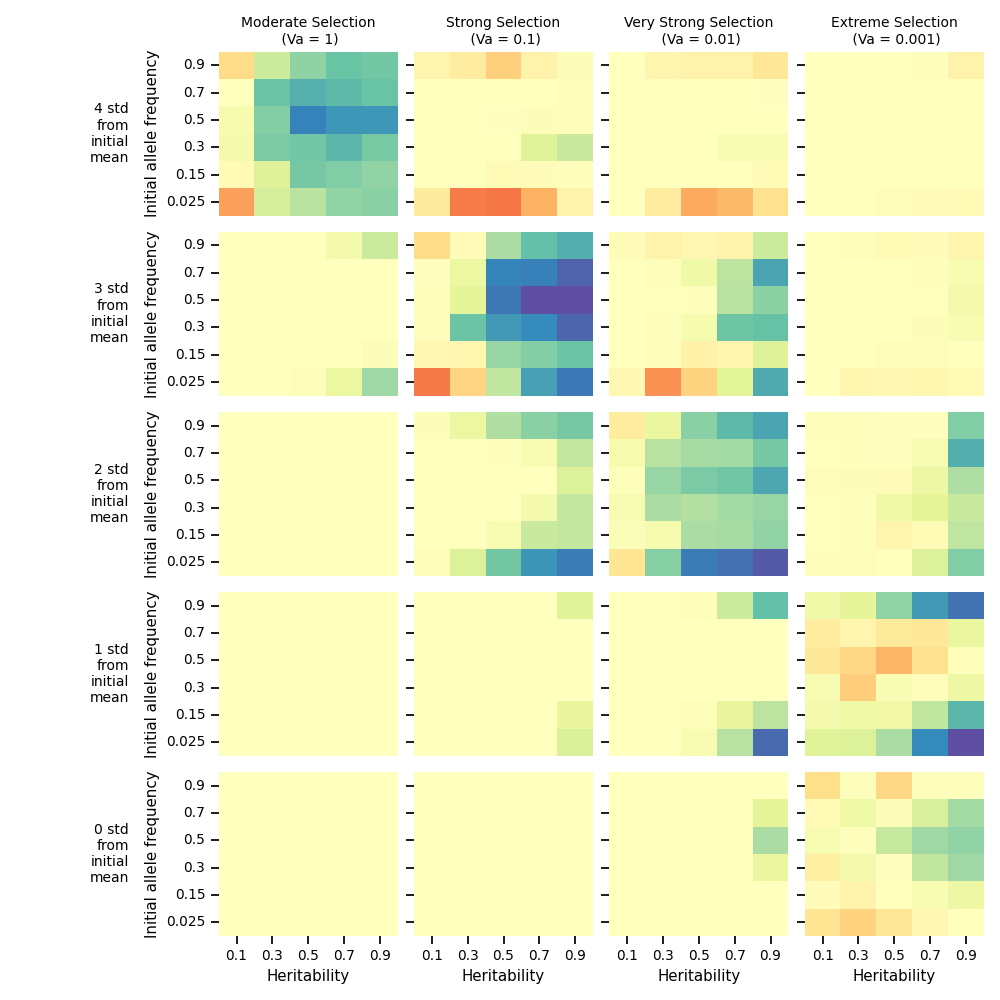 Moderate Selection
(Va = 1)
Strong Selection
(Va = 0.1)
Very Strong Selection
(Va = 0.01)
Extreme Selection
(Va = 0.001)
4 std
from
initial
mean
Initial allele frequency
0.9
0.7
0.5
0.3
0.15
0.025
3 std
from
initial
mean
Initial allele frequency
0.9
0.7
0.5
0.3
0.15
0.025
2 std
from
initial
mean
Initial allele frequency
0.9
0.7
0.5
0.3
0.15
0.025
1 std
from
initial
mean
Initial allele frequency
0.9
0.7
0.5
0.3
0.15
0.025
0 std
from
initial
mean
Initial allele frequency
0.9
0.7
0.5
0.3
0.15
0.025
0.1 0.3 0.5 0.7 0.9
Heritability
0.1 0.3 0.5 0.7 0.9
Heritability
0.1 0.3 0.5 0.7 0.9
Heritability
0.1 0.3 0.5 0.7 0.9
Heritability